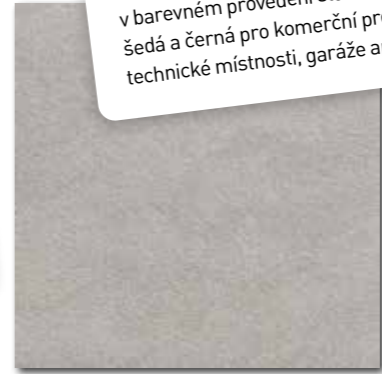 v barevném provedení
šedá a černá pro komerční
technické místnosti, garáže